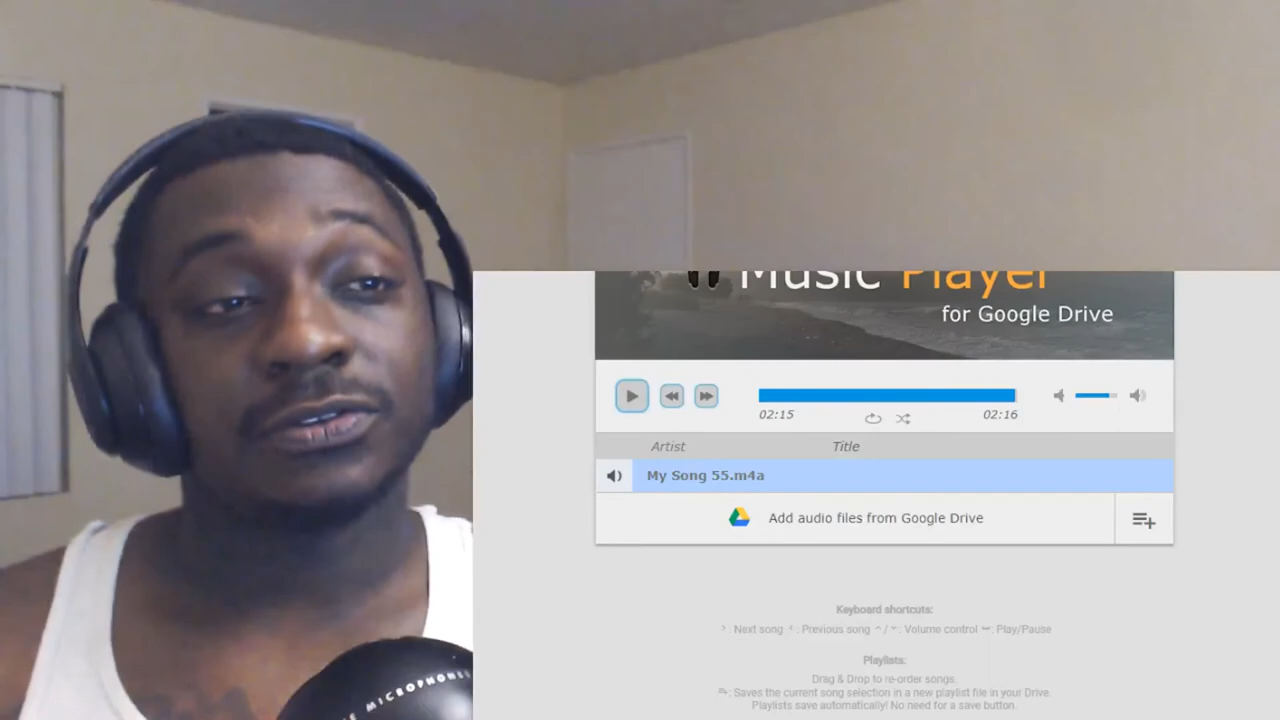 Music Player
for Google Drive
02:15
02:16
Artist
Title
My Song 55.m4a
Add audio files from Google Drive
Keyboard shortcuts:
: Next song : Previous song / : Volume control : Play/Pause
Playlists:
Drag & Drop to re-order songs.
: Saves the current song selection in a new playlist file in your Drive.
Playlists save automatically! No need for a save button.
MICROPHONES